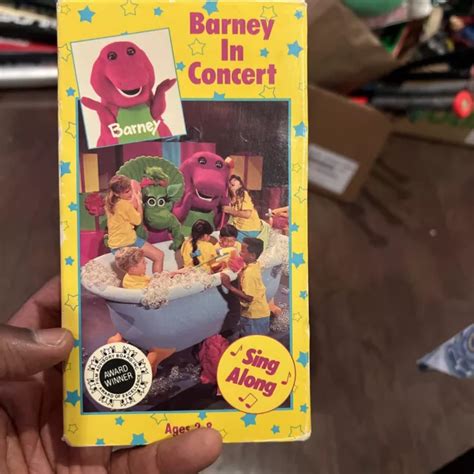 Barney
In
Concert
Barney
AWARD
WINNER
Sing
Along
Ages 2-8